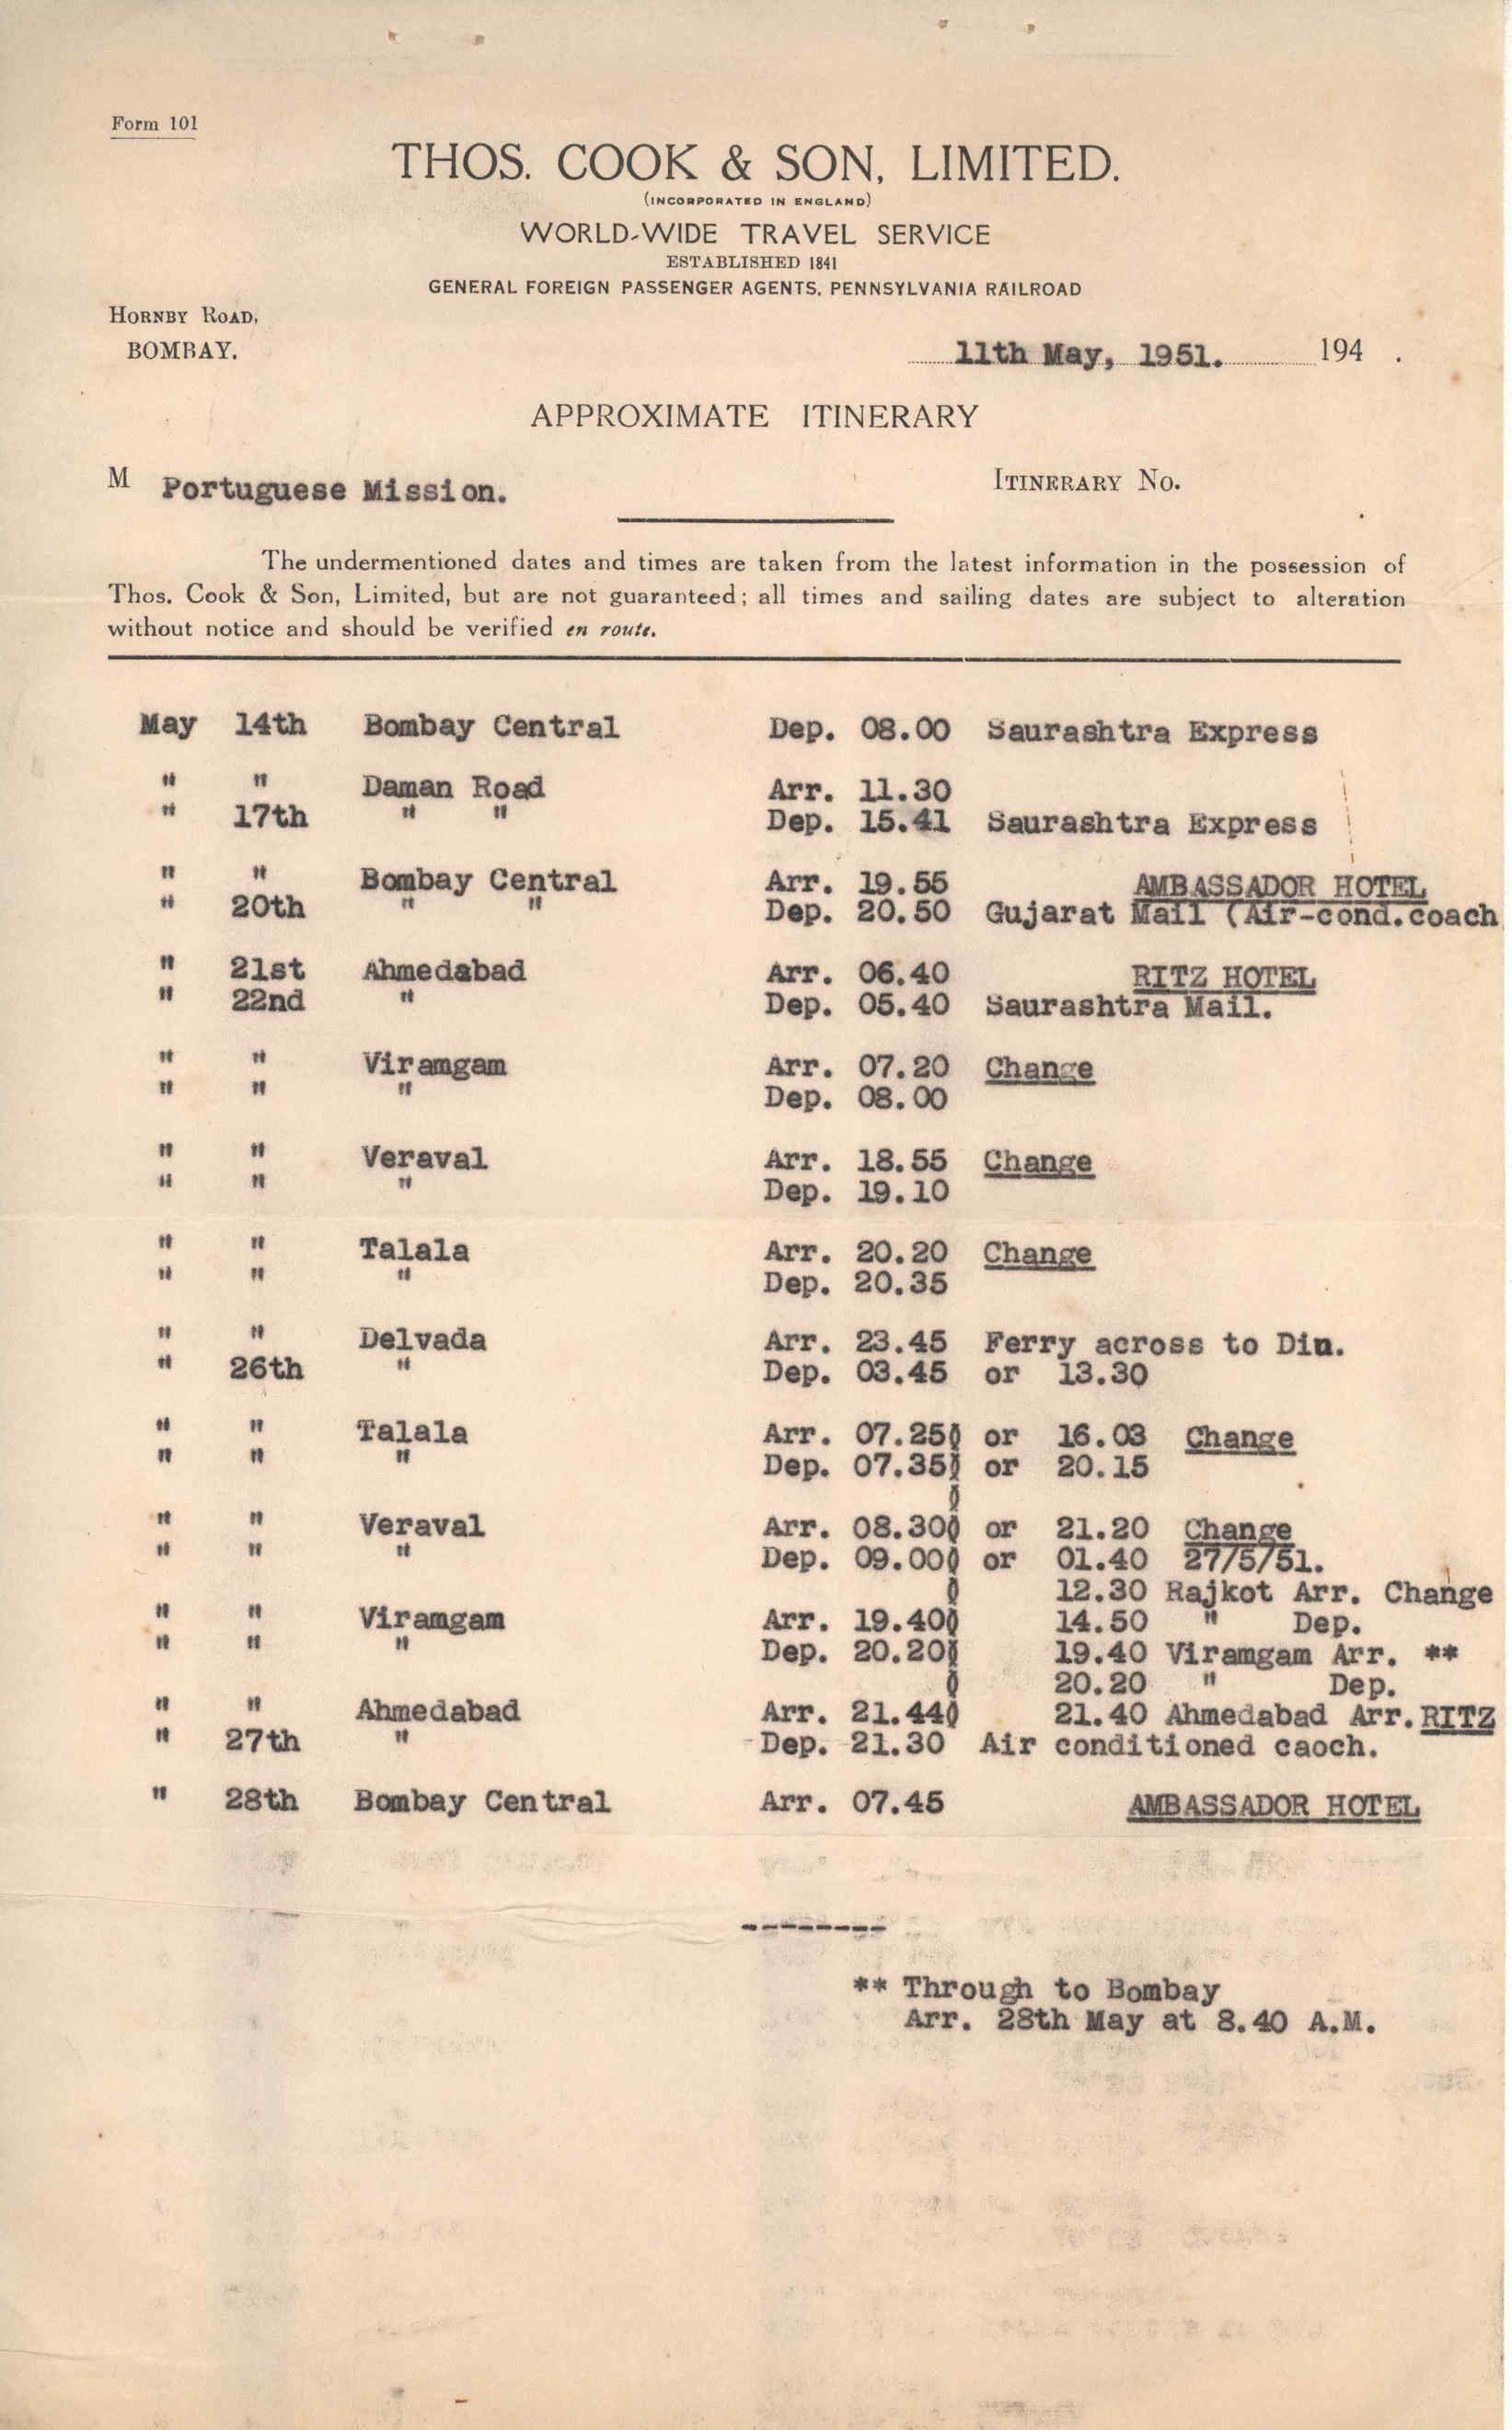 Form 101
THOS. COOK & SON, LIMITED.
(INCORPORATED IN ENGLAND)
WORLD-WIDE TRAVEL SERVICE
ESTABLISHED 1841
GENERAL FOREIGN PASSENGER AGENTS, PENNSYLVANIA RAILROAD
HORNBY ROAD,
BOMBAY.
11th May, 1951. 194 .
APPROXIMATE ITINERARY
M Portuguese Mission. ITINERARY No.
The undermentioned dates and times are taken from the latest information in the possession of
Thos. Cook & Son, Limited, but are not guaranteed; all times and sailing dates are subject to alteration
without notice and should be verified en route.
May 14th Bombay Central Dep. 08.00 Saurashtra Express
" " Daman Road Arr. 11.30
" 17th " " Dep. 15.41 Saurashtra Express
" " Bombay Central Arr. 19.55 AMBASSADOR HOTEL
" 20th " " Dep. 20.50 Gujarat Mail (Air-cond.coach
" 21st Ahmedabad Arr. 06.40 RITZ HOTEL
" 22nd " Dep. 05.40 Saurashtra Mail.
" " Viramgam Arr. 07.20 Change
" " " Dep. 08.00
" " Veraval Arr. 18.55 Change
" " " Dep. 19.10
" " Talala Arr. 20.20 Change
" " " Dep. 20.35
" " Delvada Arr. 23.45 Ferry across to Diu.
" 26th " Dep. 03.45 or 13.30
" " Talala Arr. 07.25) or 16.03 Change
" " " Dep. 07.35) or 20.15
" " Veraval Arr. 08.30) or 21.20 Change
" " " Dep. 09.00) or 01.40 27/5/51.
12.30 Rajkot Arr. Change
" " Viramgam Arr. 19.40) 14.50 " Dep.
" " " Dep. 20.20) 19.40 Viramgam Arr. **
20.20 " Dep.
" " Ahmedabad Arr. 21.44) 21.40 Ahmedabad Arr. RITZ
" 27th " Dep. 21.30 Air conditioned caoch.
" 28th Bombay Central Arr. 07.45 AMBASSADOR HOTEL
--------
** Through to Bombay
Arr. 28th May at 8.40 A.M.